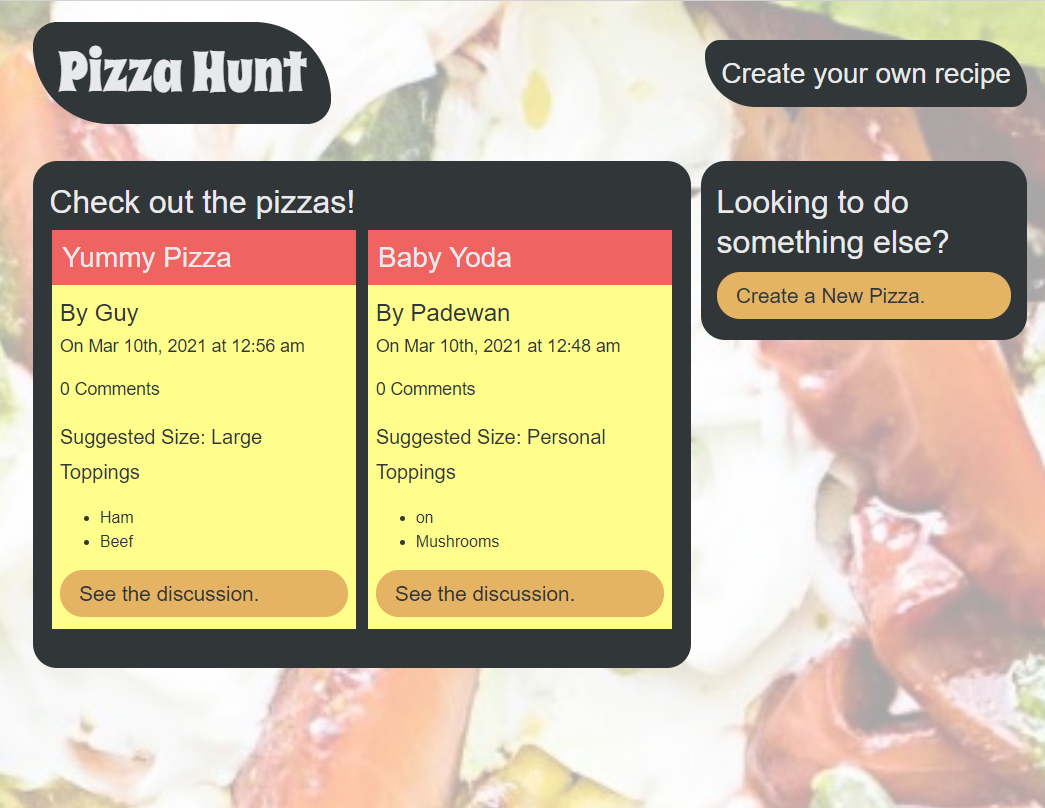 Pizza Hunt
Create your own recipe
Check out the pizzas!
Yummy Pizza
By Guy
On Mar 10th, 2021 at 12:56 am
0 Comments
Suggested Size: Large
Toppings
Ham
Beef
See the discussion.
Baby Yoda
By Padewan
On Mar 10th, 2021 at 12:48 am
0 Comments
Suggested Size: Personal
Toppings
on
Mushrooms
See the discussion.
Looking to do
something else?
Create a New Pizza.